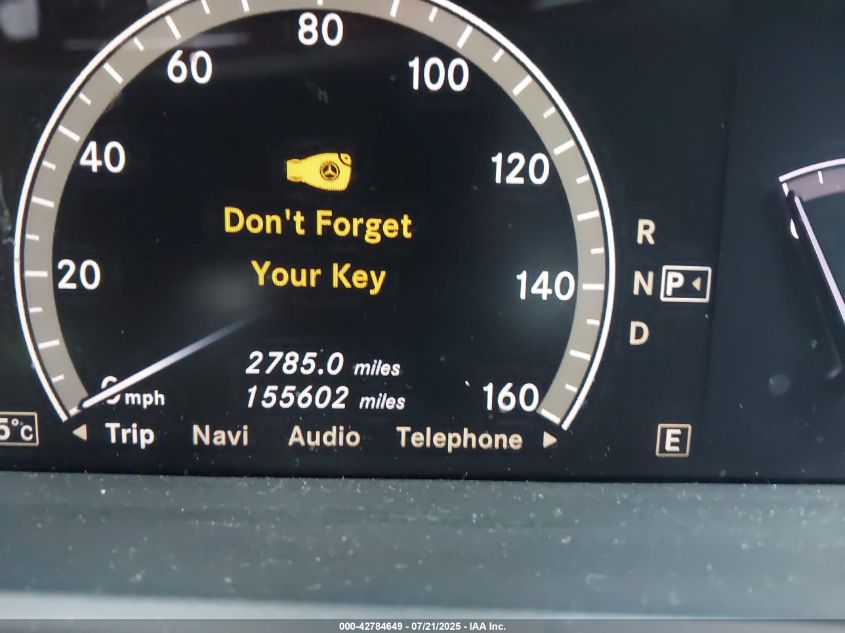 80
60
100
40
120
Don't Forget
R
20
Your Key
140
N P
D
2785.0 miles
0 mph
155602 miles
160
5°C
Trip Navi Audio Telephone
E
000-42784649 - 07/21/2025 - IAA Inc.